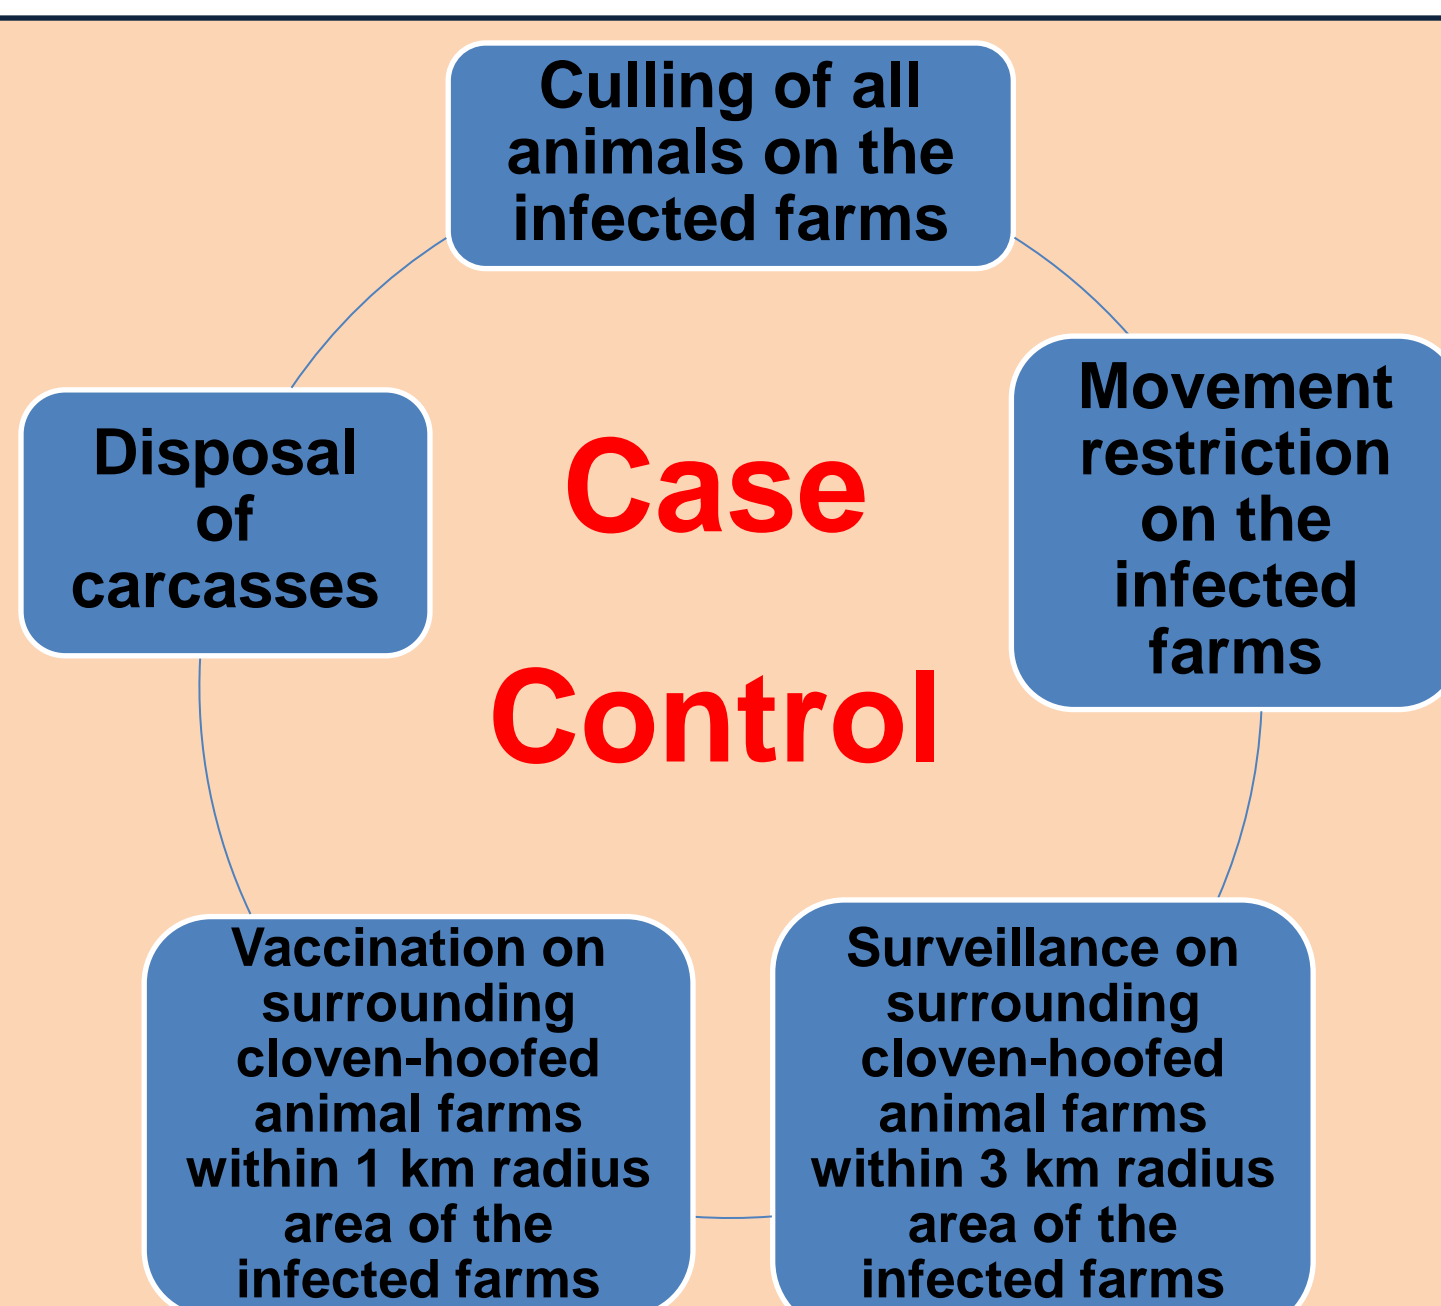 Culling of all
animals on the
infected farms
Movement
restriction
on the
infected
farms
Disposal
of
carcasses
Case
Control
Vaccination on
surrounding
cloven-hoofed
animal farms
within 1 km radius
area of the
infected farms
Surveillance on
surrounding
cloven-hoofed
animal farms
within 3 km radius
area of the
infected farms